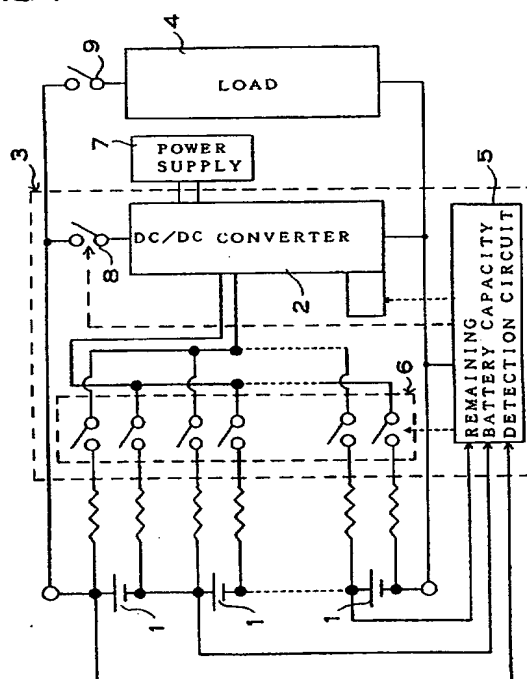 3
9
4
LOAD
7
POWER
SUPPLY
8
DC/DC CONVERTER
2
5
REMAINING
BATTERY CAPACITY
DETECTION CIRCUIT
6
1
1
1